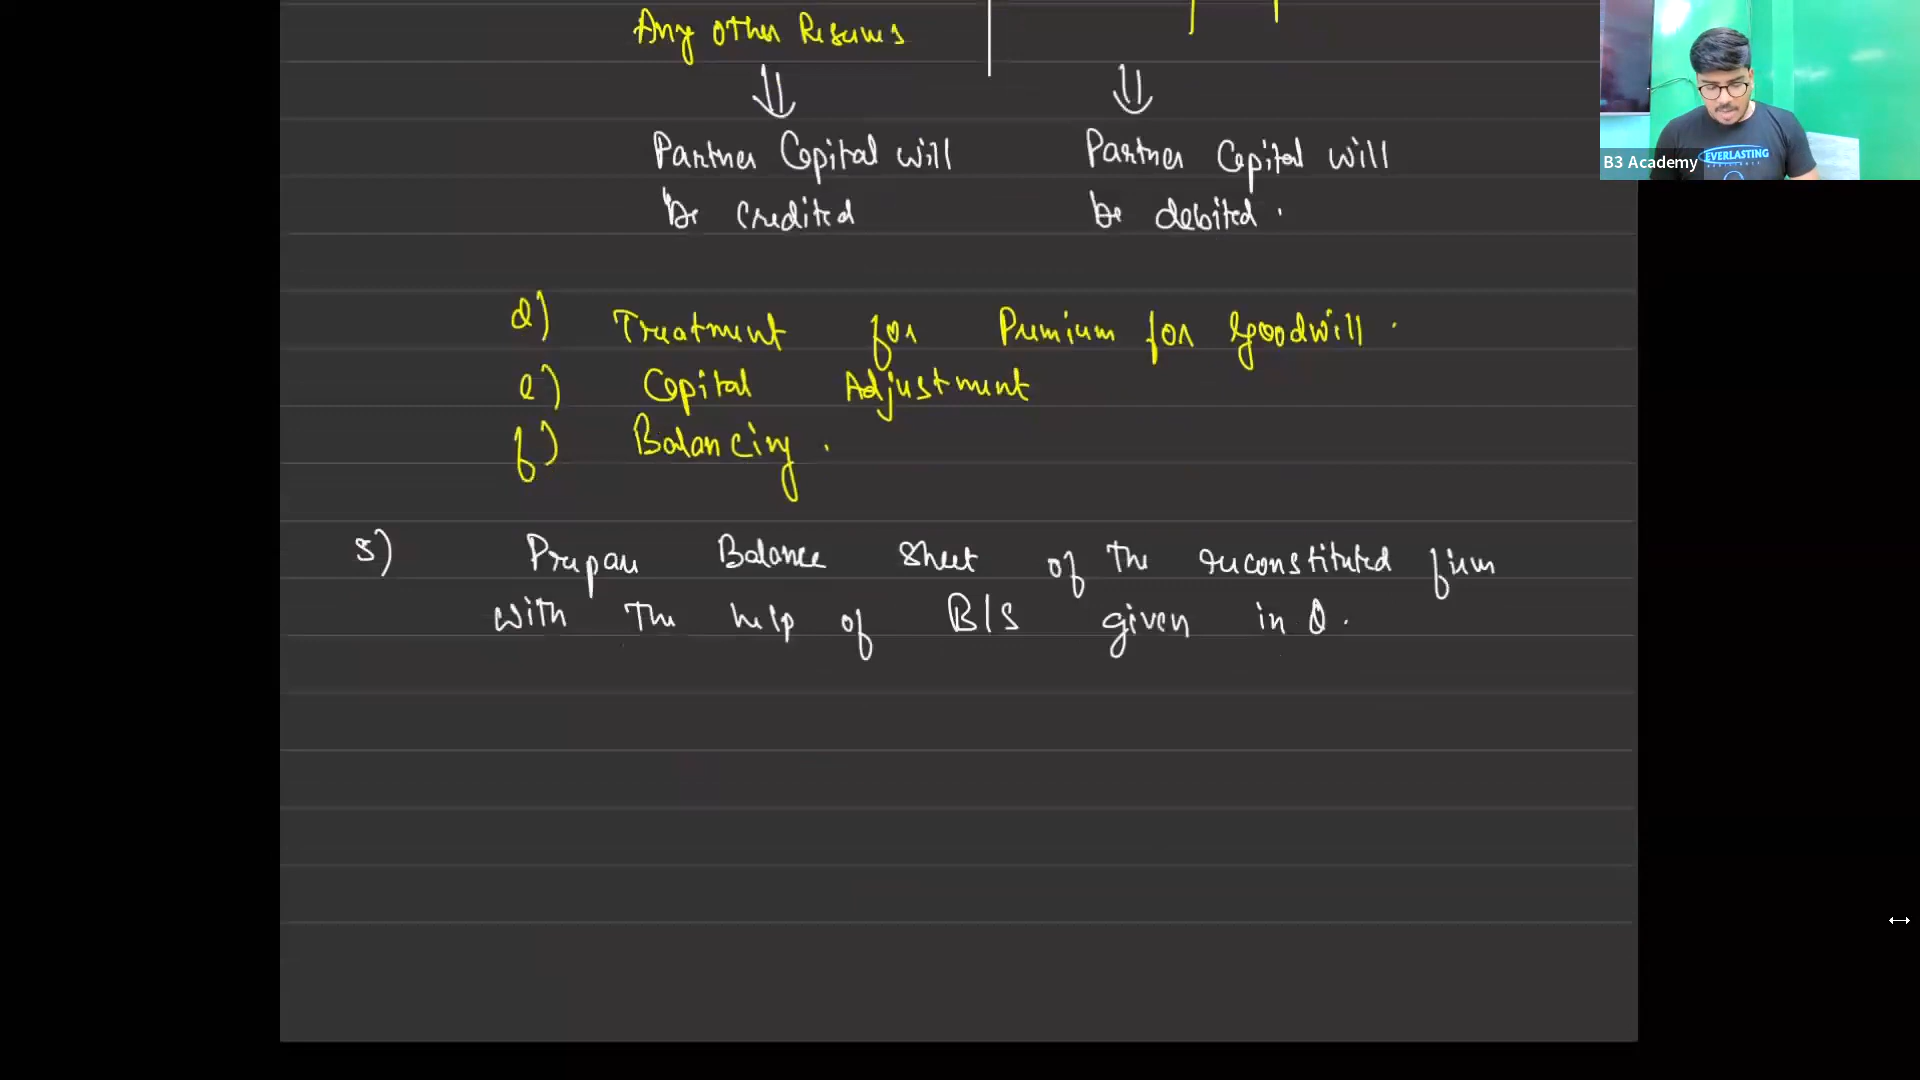 Any other Reserves
Partner Capital will
be credited
Partner Capital will
be debited.
d) Treatment for Premium for goodwill.
e) Capital Adjustment
f) Balancing.
5) Prepare Balance Sheet of the reconstituted firm
with the help of B/S given in Q.
B3 Academy
EVERLASTING